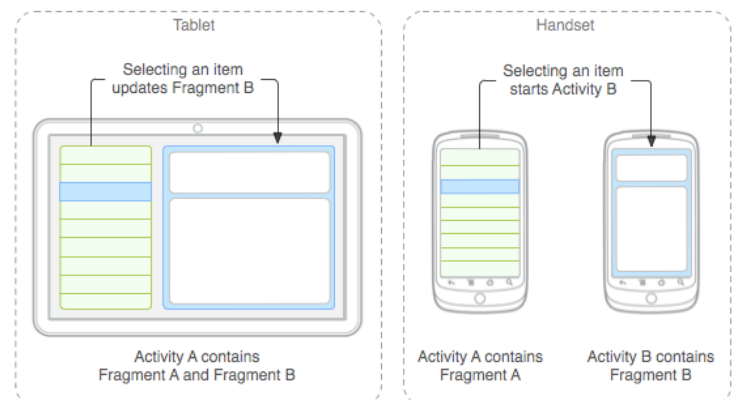 Tablet
Selecting an item
updates Fragment B
Activity A contains
Fragment A and Fragment B
Handset
Selecting an item
starts Activity B
Activity A contains
Fragment A
Activity B contains
Fragment B